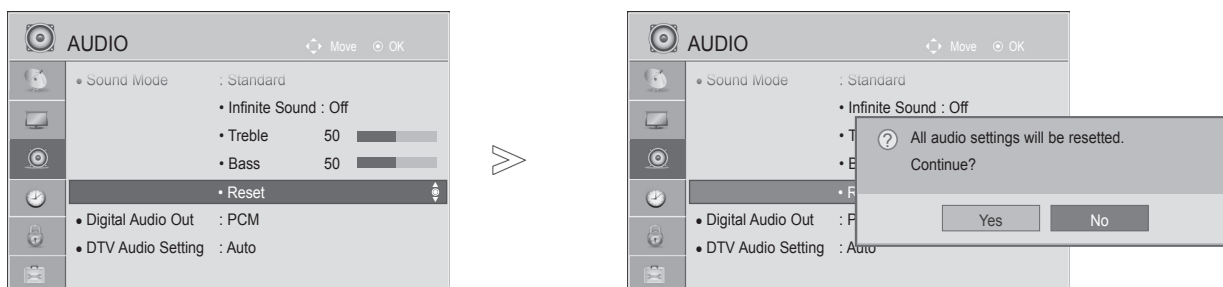 AUDIO Move OK
• Sound Mode : Standard
• Infinite Sound : Off
• Treble 50
• Bass 50
• Reset
• Digital Audio Out : PCM
• DTV Audio Setting : Auto
AUDIO Move OK
• Sound Mode : Standard
• Infinite Sound : Off
• T
• B
• R
• Digital Audio Out : P
• DTV Audio Setting : Auto
? All audio settings will be resetted.
Continue?
Yes No